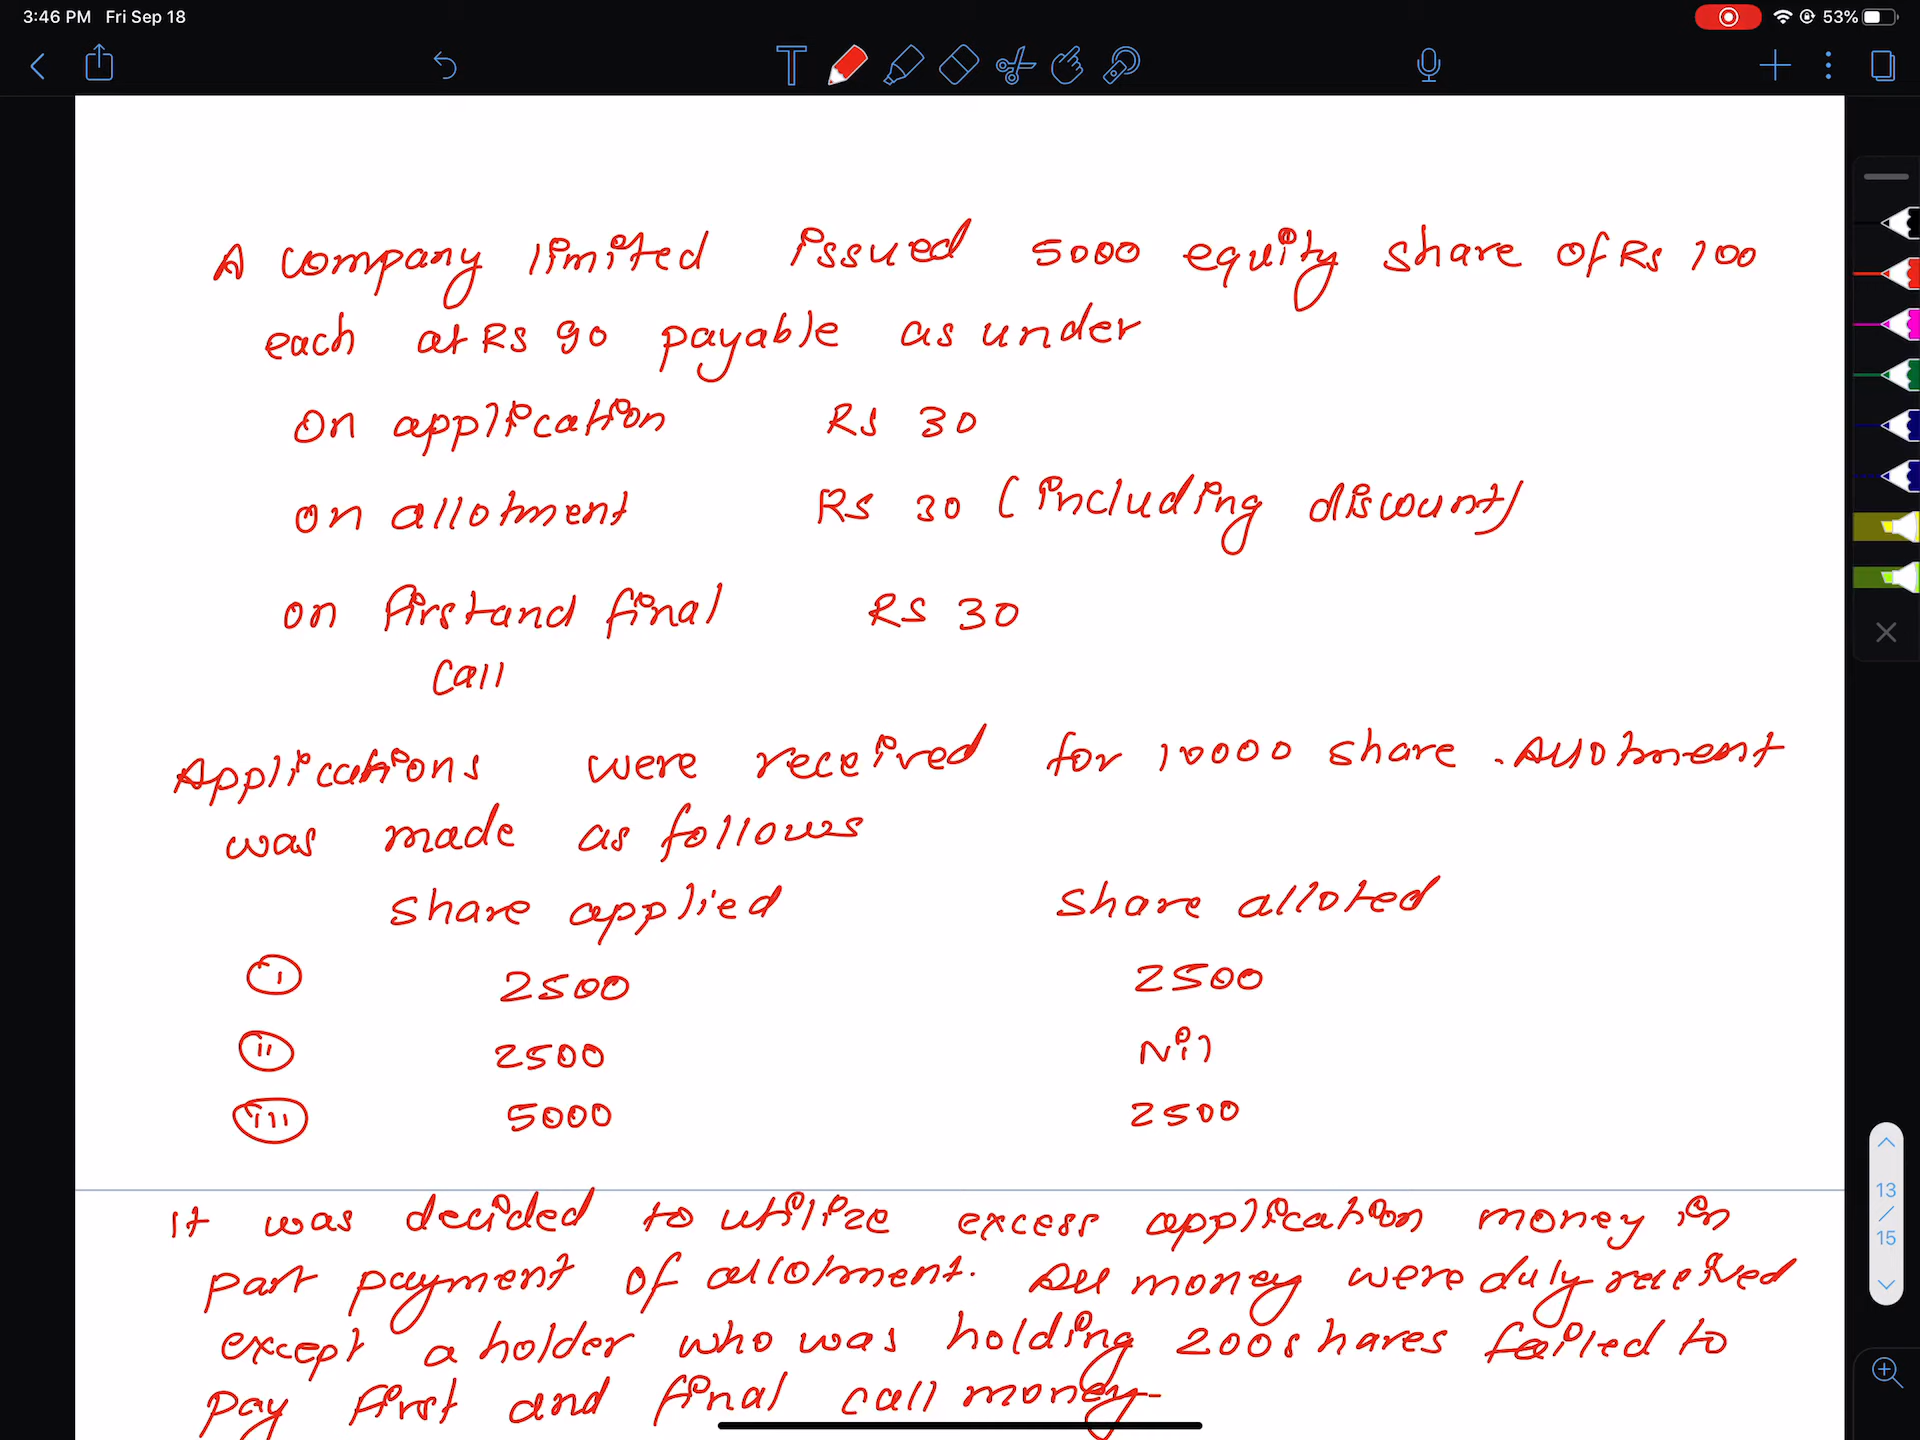 3:46 PM Fri Sep 18
53%
A company limited issued 5000 equity share of Rs 100
each at Rs 90 payable as under
on application Rs 30
on allotment Rs 30 (including discount)
on first and final Rs 30
call
Applications were received for 10000 share. Allotment
was made as follows
share applied share alloted
i 2500 2500
ii 2500 Nil
iii 5000 2500
It was decided to utilize excess application money in
part payment of allotment. All money were duly received
except a holder who was holding 200 shares failed to
pay first and final call money-
13
/
15